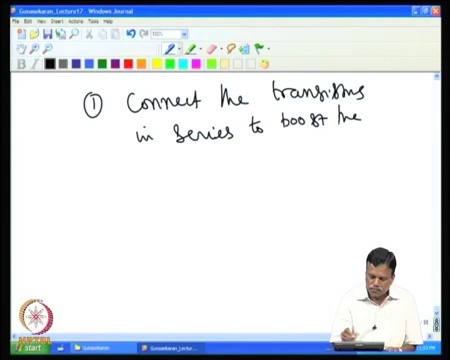 Gunasekaran_Lecture17 - Windows Journal
File Edit View Insert Actions Tools Help
100%
B I
① Connect the transistors
in series to boost the
start Gunasekaran Gunasekaran_Lectu...